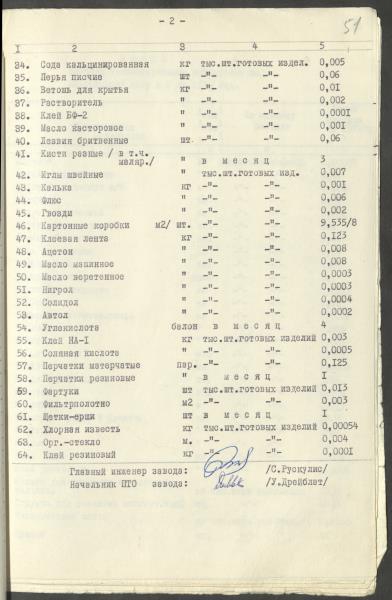 - 2 -
51
I 2 3 4 5
34. Сода кальцинированная кг тыс.шт.готовых издел. 0,005
35. Перья писчие шт -"- -"- 0,06
36. Ветошь для крытья кг -"- -"- 0,01
37. Растворитель " -"- -"- 0,002
38. Клей БФ-2 " -"- -"- 0,0001
39. Масло касторовое " -"- -"- 0,001
40. Лезвия бритвенные шт. -"- -"- 0,06
41. Кисти разные / в т.ч.
маляр./ " в месяц 3
42. Иглы швейные " тыс.шт.готовых изд. 0,007
43. Калька " -"- -"- 0,001
44. Флюс " -"- -"- 0,006
45. Гвозди " -"- -"- 0,002
46. Картонные коробки м2/ шт. -"- -"- 9,535/8
47. Клеевая лента кг -"- -"- 0,123
48. Ацетон " -"- -"- 0,008
49. Масло машинное " -"- -"- 0,008
50. Масло веретенное " -"- -"- 0,0003
51. Нигрол " -"- -"- 0,0003
52. Солидол " -"- -"- 0,0004
53. Автол " -"- -"- 0,0002
54. Углекислота балон в месяц 4
55. Клей НА-I кг тыс.шт.готовых изделий 0,003
56. Соляная кислота " -"- -"- 0,0005
57. Перчатки матерчатые пар. -"- -"- 0,125
58. Перчатки резиновые " в месяц I
59. Фартуки шт тыс.шт.готовых изделий 0,013
60. Фильтрполотно м2 -"- -"- 0,003
61. Щетки-ерши шт в месяц I
62. Хлорная известь кг тыс.шт.готовых изделий 0,00054
63. Орг.-стекло м. -"- -"- 0,004
64. Клей резиновый кг -"- -"- 0,0001
Главный инженер завода: /С.Рускулис/
Начальник ПТО завода: /У.Дрейблат/